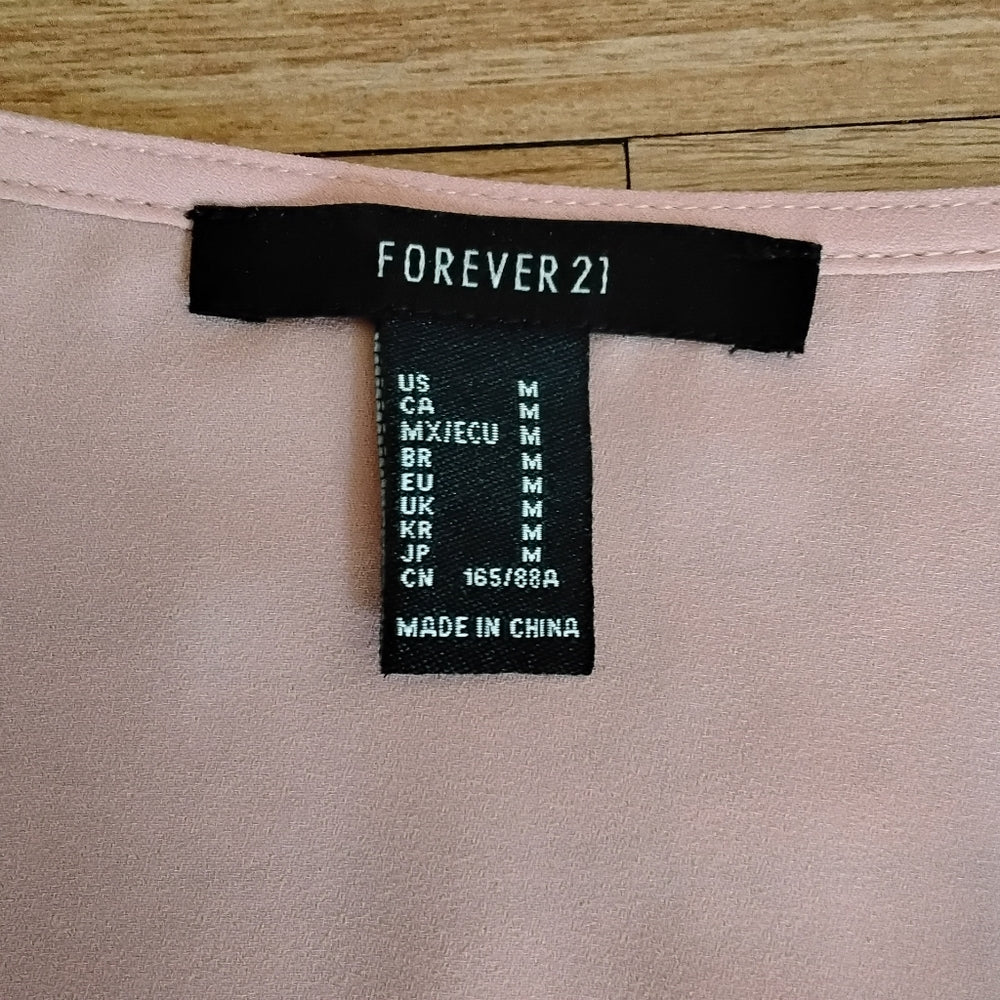 FOREVER 21
US M
CA M
MX/ECU M
BR M
EU M
UK M
KR M
JP M
CN 165/88A
MADE IN CHINA